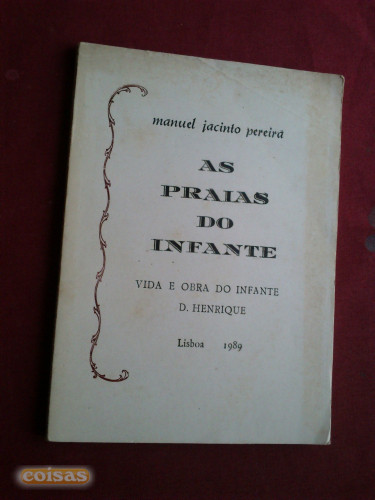 manuel jacinto pereira
AS
PRAIAS
DO
INFANTE
VIDA E OBRA DO INFANTE
D. HENRIQUE
Lisboa 1989
coisas